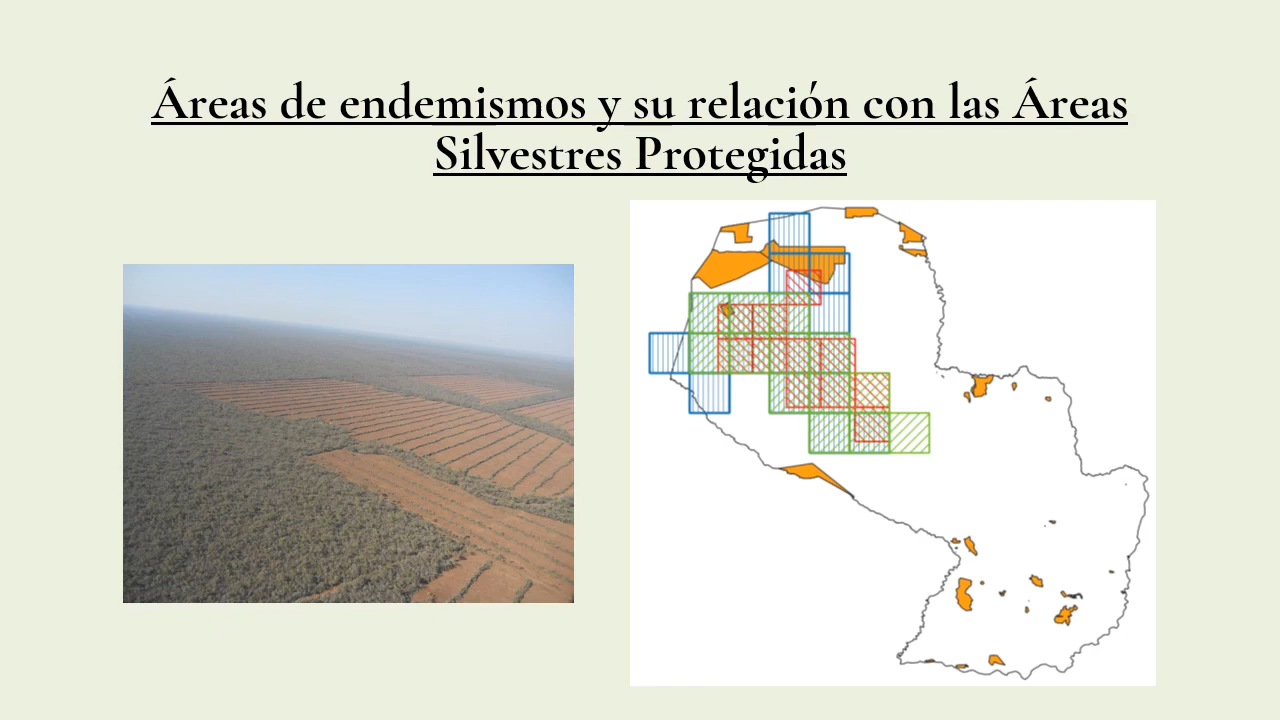 Áreas de endemismos y su relación con las Áreas
Silvestres Protegidas